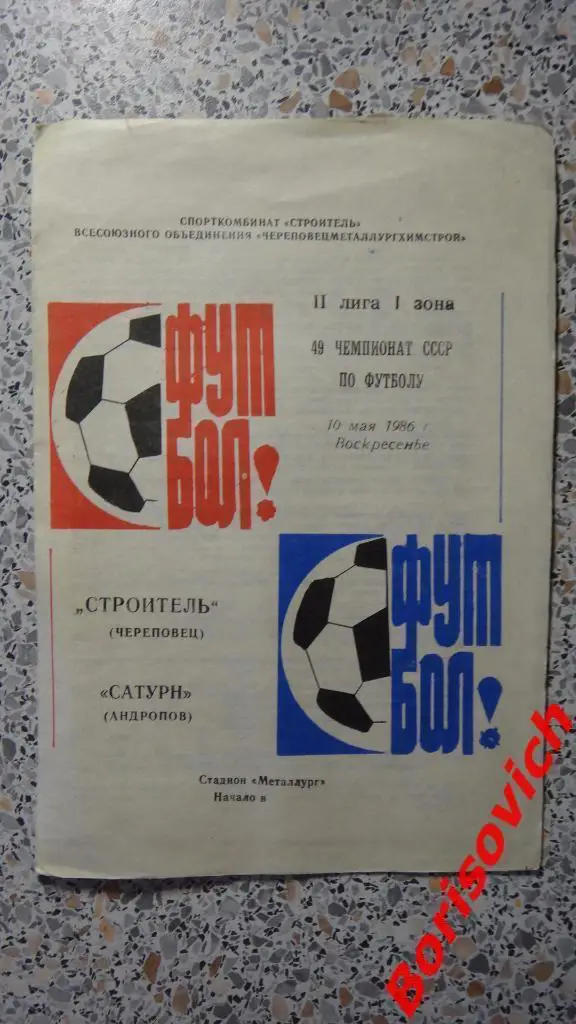 СПОРТКОМБИНАТ «СТРОИТЕЛЬ»
ВСЕСОЮЗНОГО ОБЪЕДИНЕНИЯ «ЧЕРЕПОВЕЦМЕТАЛЛУРГХИМСТРОЙ»
II лига I зона
49 ЧЕМПИОНАТ СССР
ПО ФУТБОЛУ
10 мая 1986 г.
Воскресенье
ФУТ
БОЛ!
„СТРОИТЕЛЬ“
(ЧЕРЕПОВЕЦ)
«САТУРН»
(АНДРОПОВ)
ФУТ
БОЛ!
Стадион «Металлург»
Начало в
Borisovich